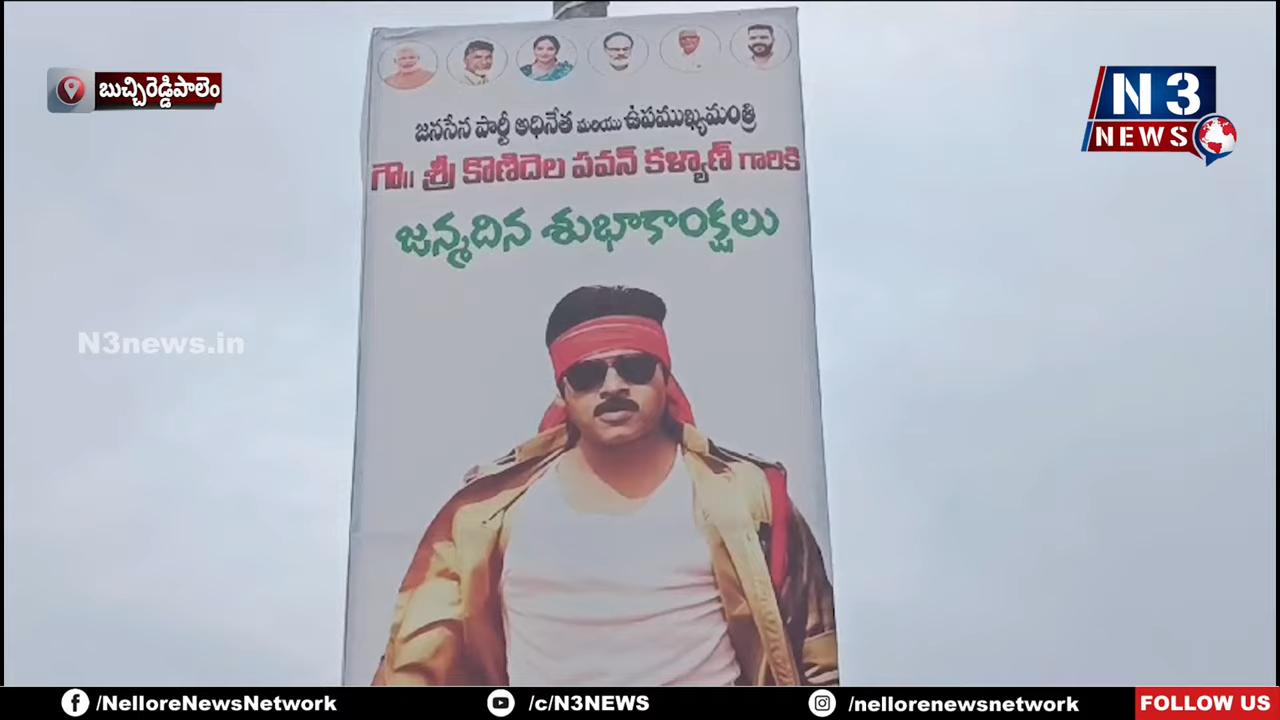 బుచ్చిరెడ్డిపాలెం
N3
NEWS
జనసేన పార్టీ అధినేత మరియు ఉపముఖ్యమంత్రి
గౌ॥ శ్రీ కొణిదెల పవన్ కళ్యాణ్ గారికి
జన్మదిన శుభాకాంక్షలు
N3news.in
/NelloreNewsNetwork
/c/N3NEWS
/nellorenewsnetwork
FOLLOW US